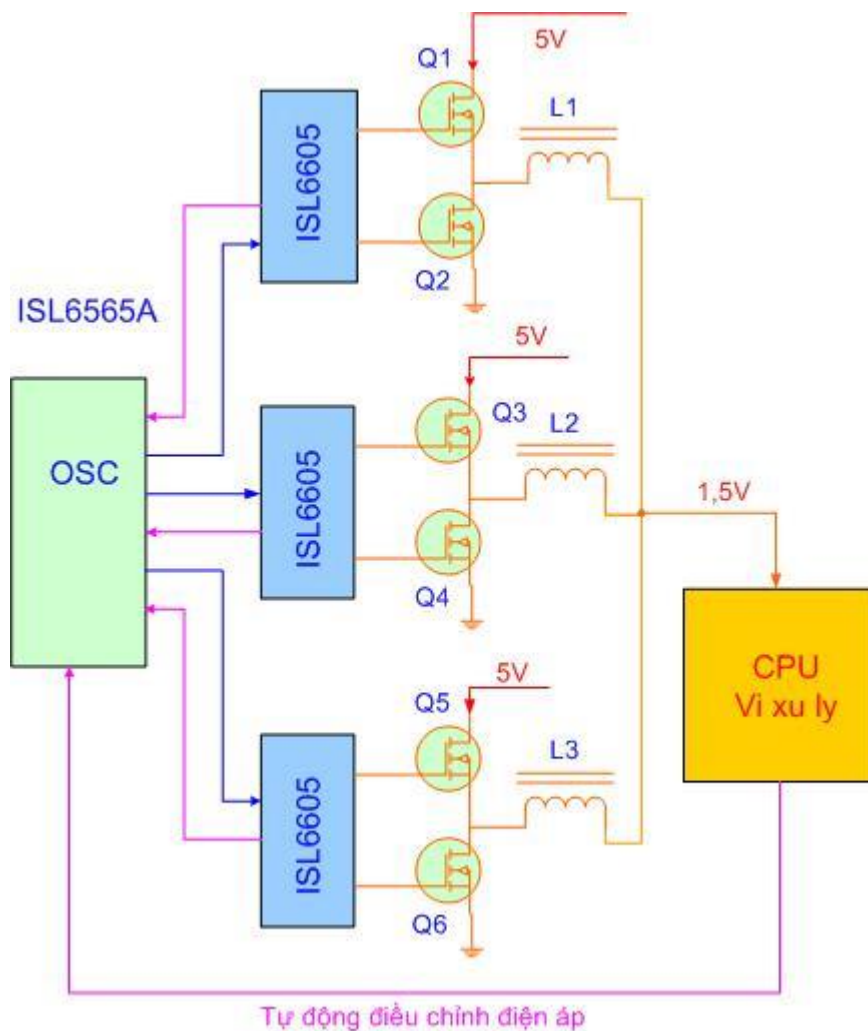 5V
Q1
L1
ISL6605
Q2
ISL6565A
5V
Q3
L2
OSC
ISL6605
1,5V
Q4
CPU
Vi xu ly
5V
Q5
L3
ISL6605
Q6
Tự động điều chỉnh điện áp